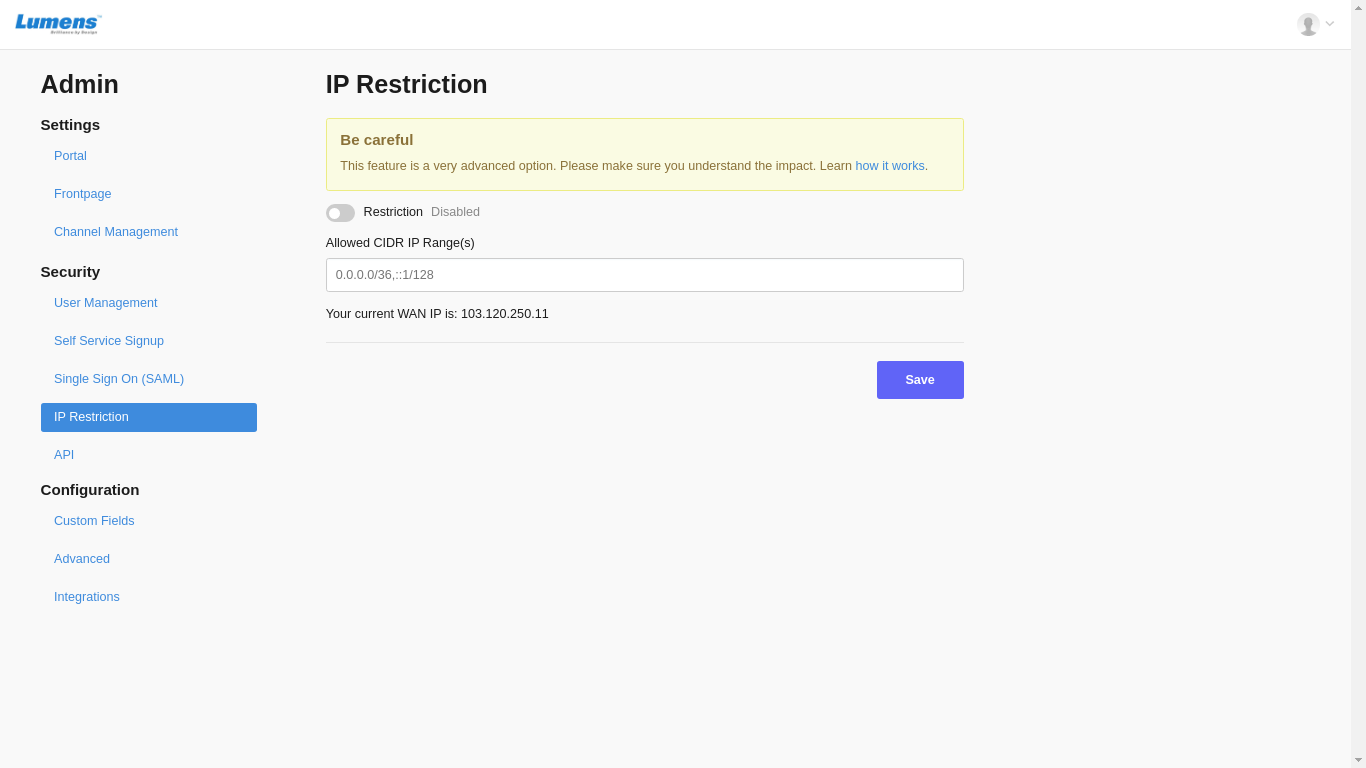 Lumens
Brilliance by Design
Admin
Settings
Portal
Frontpage
Channel Management
Security
User Management
Self Service Signup
Single Sign On (SAML)
IP Restriction
API
Configuration
Custom Fields
Advanced
Integrations
IP Restriction
Be careful
This feature is a very advanced option. Please make sure you understand the impact. Learn how it works.
Restriction Disabled
Allowed CIDR IP Range(s)
0.0.0.0/36,::1/128
Your current WAN IP is: 103.120.250.11
Save